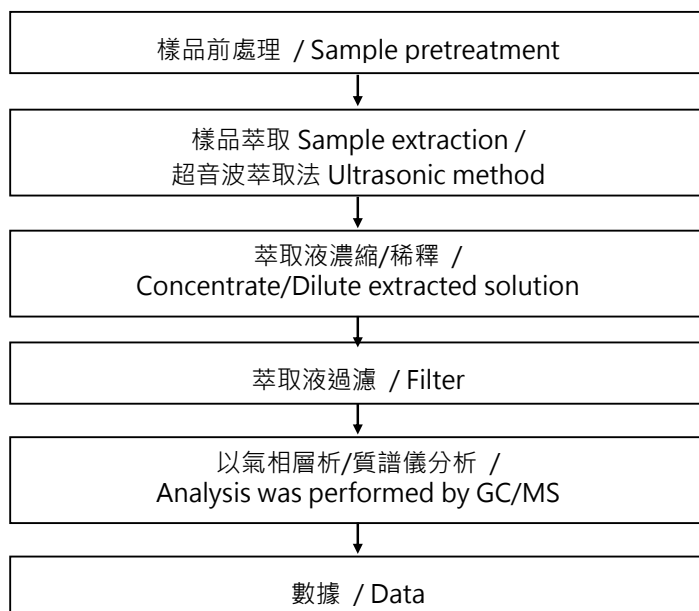 樣品前處理 / Sample pretreatment
樣品萃取 Sample extraction /
超音波萃取法 Ultrasonic method
萃取液濃縮/稀釋 /
Concentrate/Dilute extracted solution
萃取液過濾 / Filter
以氣相層析/質譜儀分析 /
Analysis was performed by GC/MS
數據 / Data